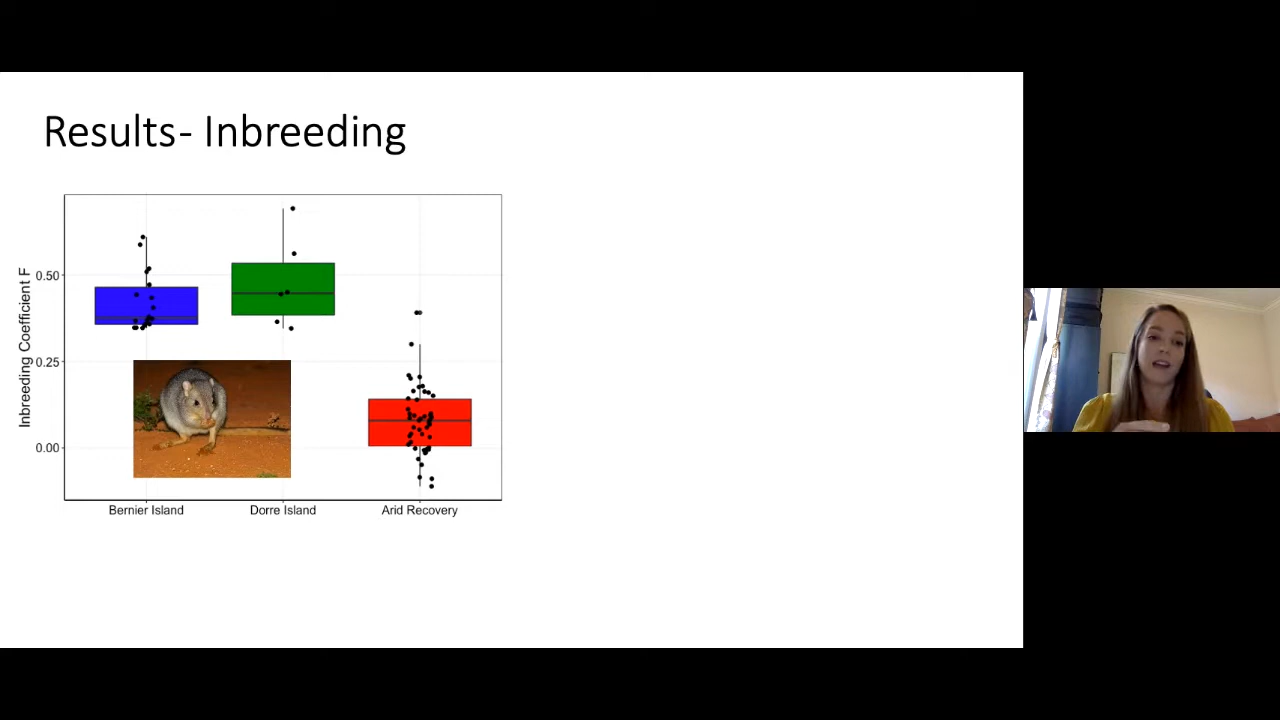 Results- Inbreeding
Inbreeding Coefficient F
0.50
0.25
0.00
Bernier Island
Dorre Island
Arid Recovery